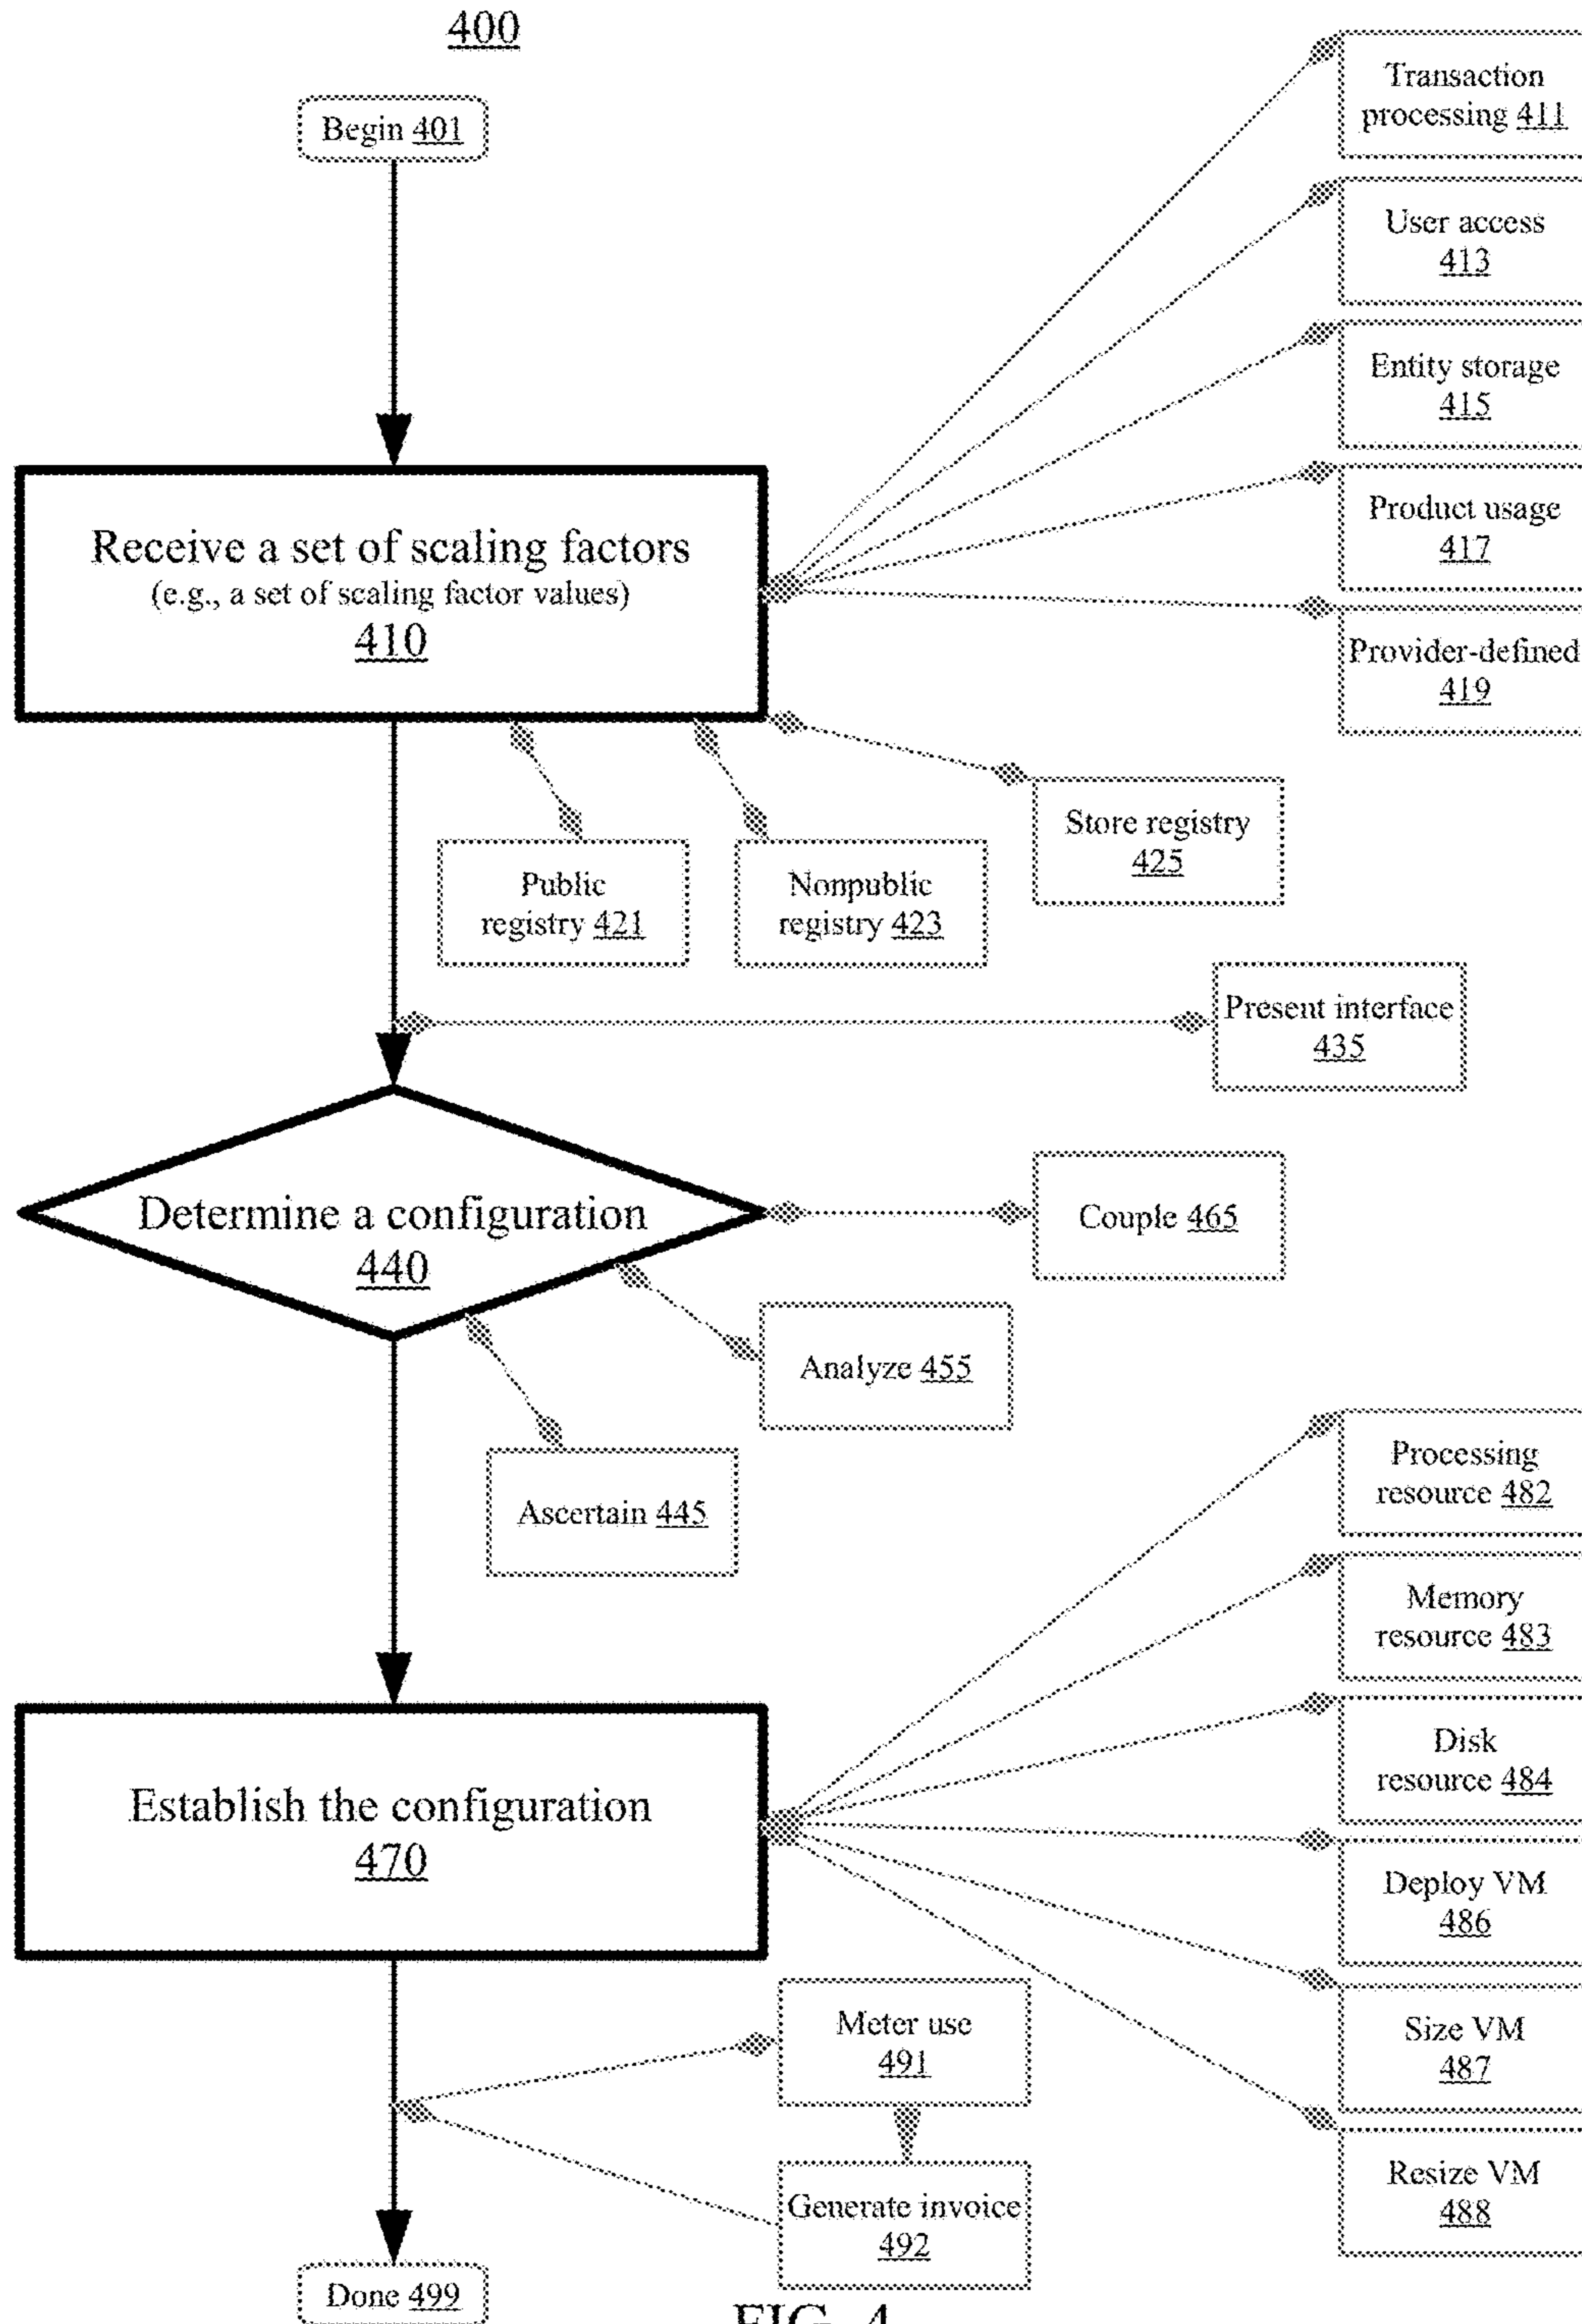 400
Begin 401
Transaction
processing 411
User access
413
Entity storage
415
Product usage
417
Provider-defined
419
Receive a set of scaling factors
(e.g., a set of scaling factor values)
410
Store registry
425
Public
registry 421
Nonpublic
registry 423
Present interface
435
Determine a configuration
440
Couple 465
Analyze 455
Ascertain 445
Processing
resource 482
Memory
resource 483
Disk
resource 484
Deploy VM
486
Size VM
487
Resize VM
488
Establish the configuration
470
Meter use
491
Generate invoice
492
Done 499
FIG. 4